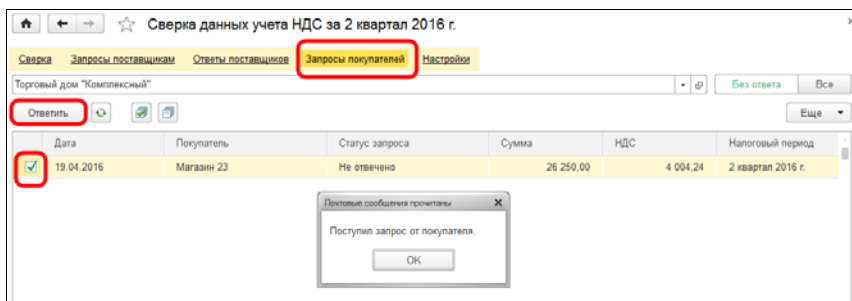 Сверка данных учета НДС за 2 квартал 2016 г.
Сверка Запросы поставщикам Ответы поставщиков Запросы покупателей Настройки
Торговый дом "Комплексный" Без ответа Все
Ответить Еще
Дата Покупатель Статус запроса Сумма НДС Налоговый период
19.04.2016 Магазин 23 Не отвечено 26 250,00 4 004,24 2 квартал 2016 г.
Почтовые сообщения прочитаны
Поступил запрос от покупателя.
OK